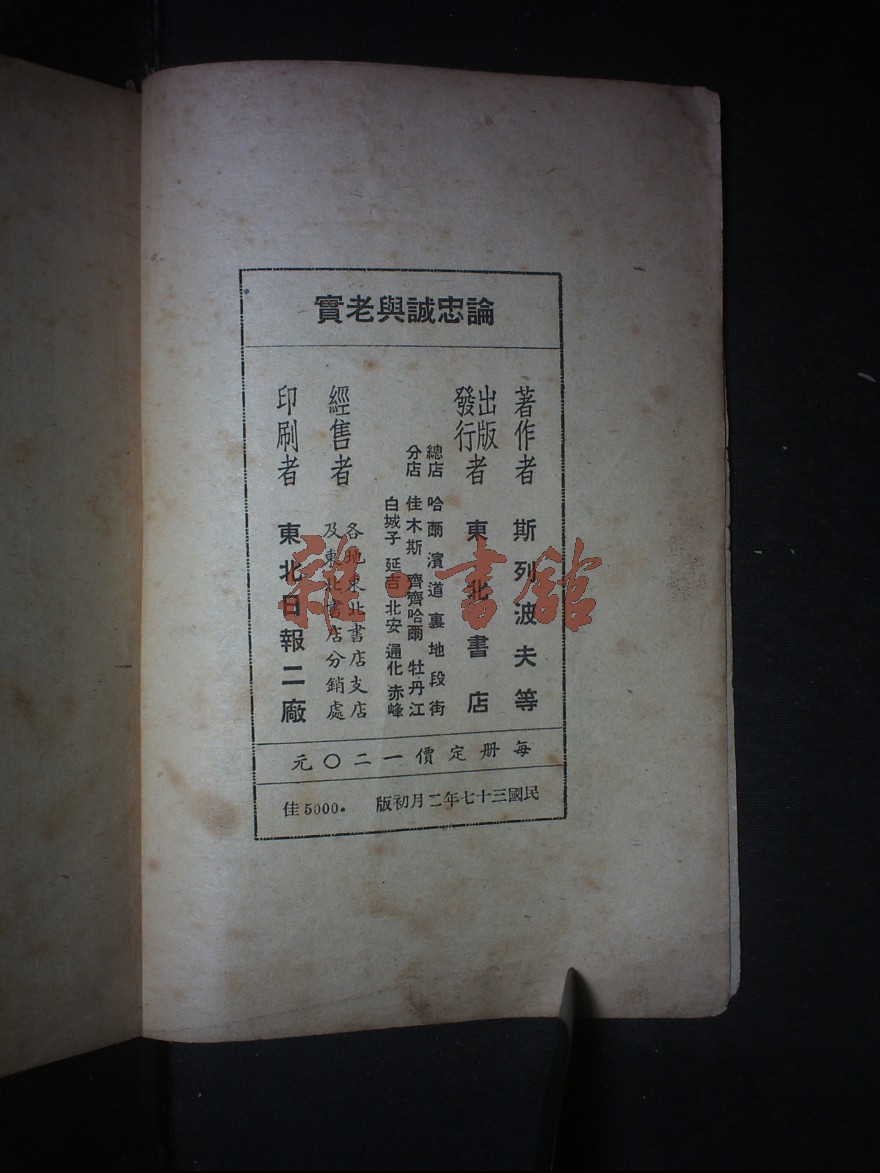 論忠誠與老實
著作者 斯列波夫等
出版發行者 東北書店
總店 哈爾濱道裏地段街
分店 佳木斯 齊齊哈爾 牡丹江
白城子 延吉 北安 通化 赤峰
經售者 各地東北書店支店
及東北書店分銷處
印刷者 東北日報二廠
每册定價一二〇元
民國三十七年二月初版 佳5000.
雜·書館